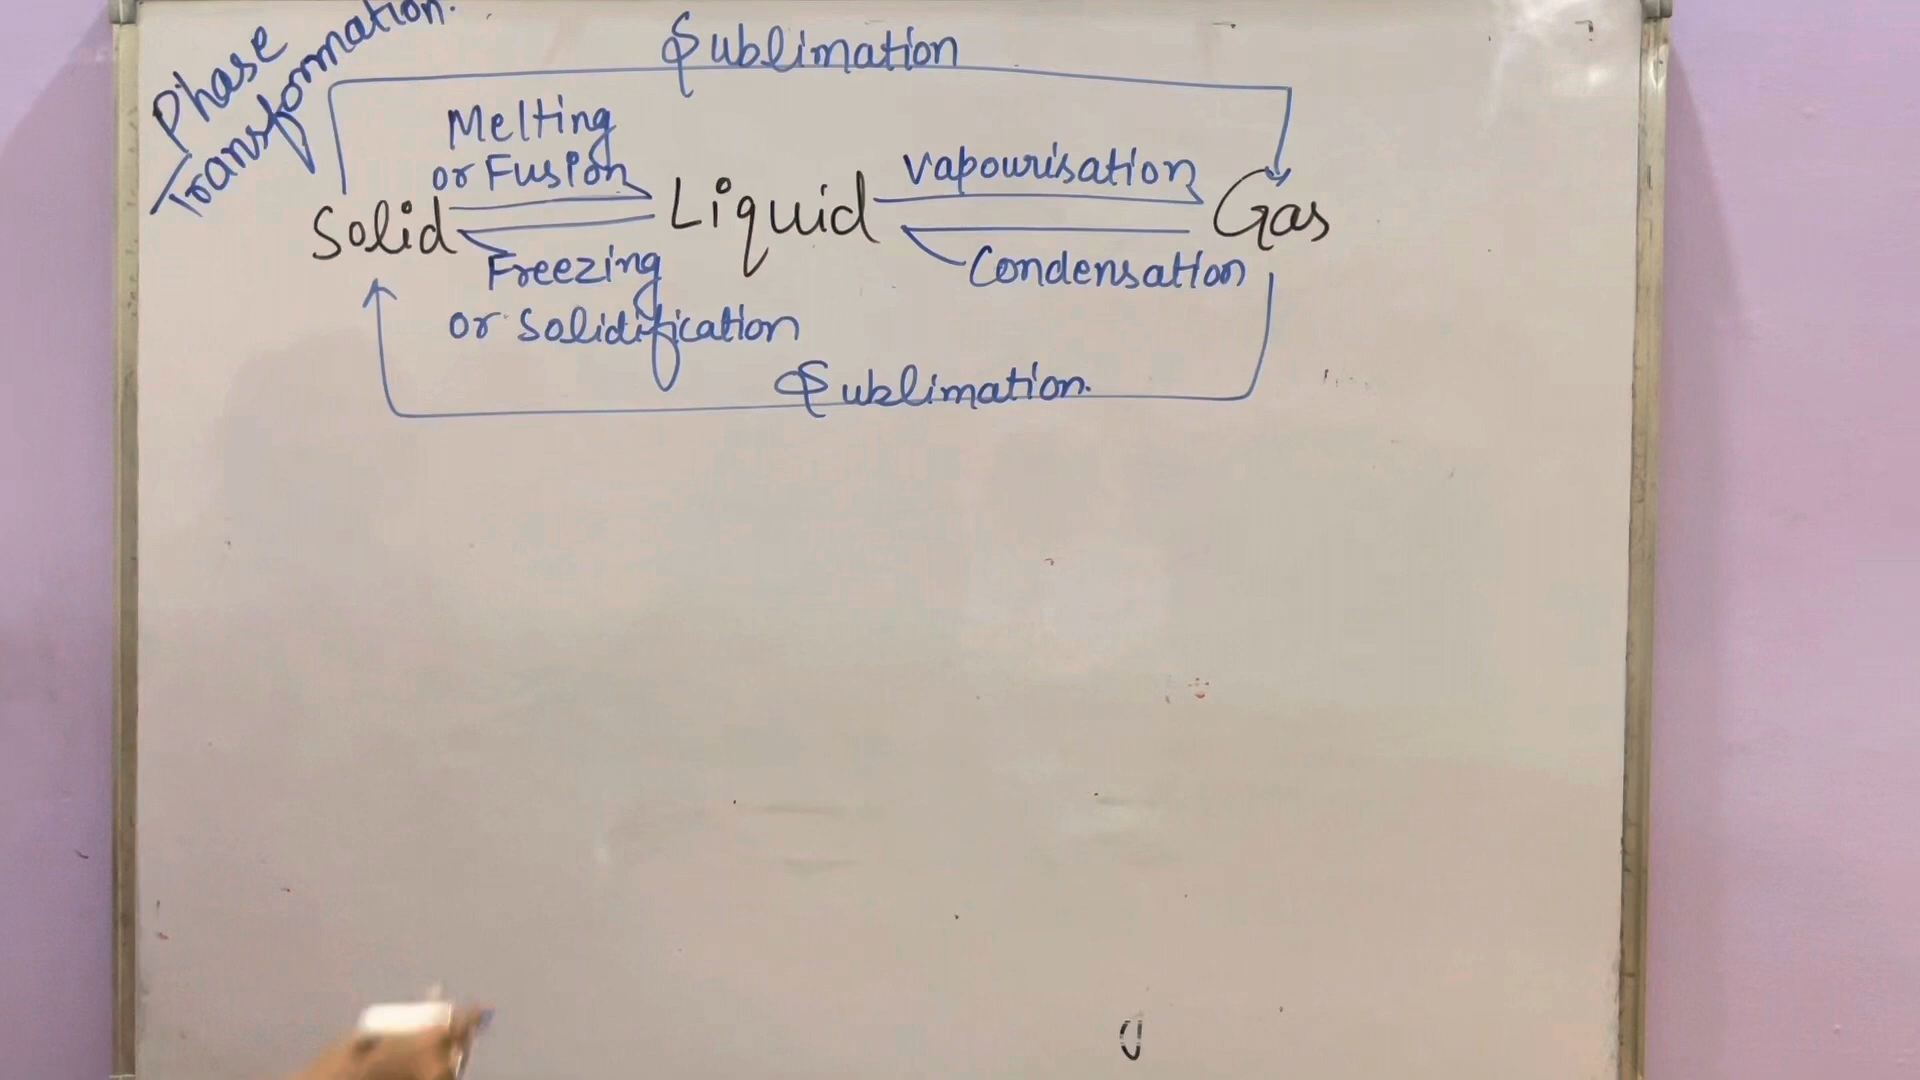 Phase
Transformation.
Sublimation
Melting
or Fusion
vapourisation
Solid
Liquid
Gas
Freezing
or Solidification
Condensation
Sublimation.